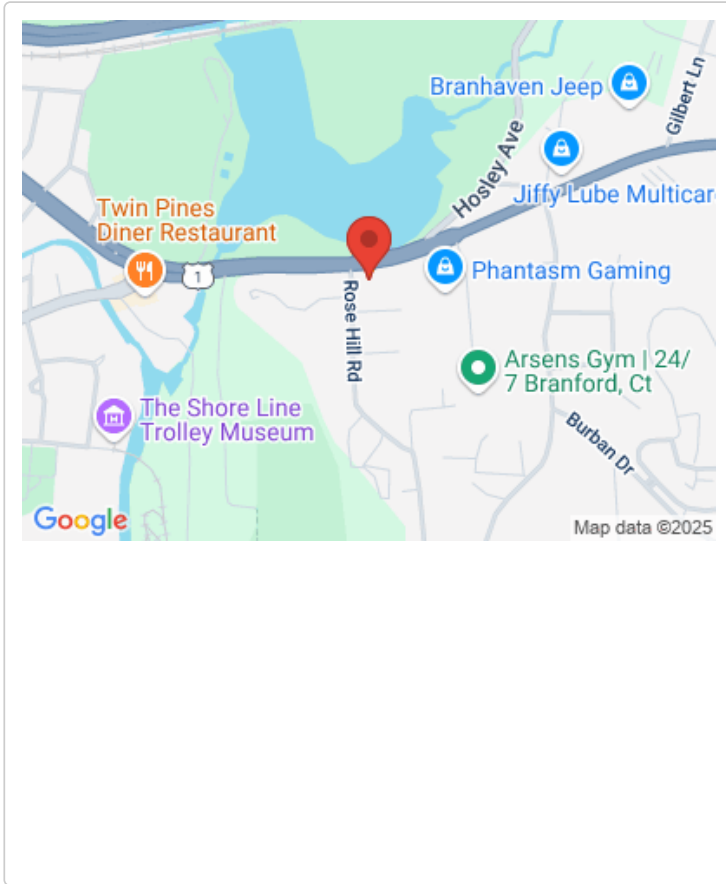 Branhaven Jeep
Gilbert Ln
Hosley Ave
Jiffy Lube Multicar
Twin Pines
Diner Restaurant
1
Phantasm Gaming
Rose Hill Rd
Arsens Gym | 24/
7 Branford, Ct
The Shore Line
Trolley Museum
Burban Dr
Google
Map data ©2025